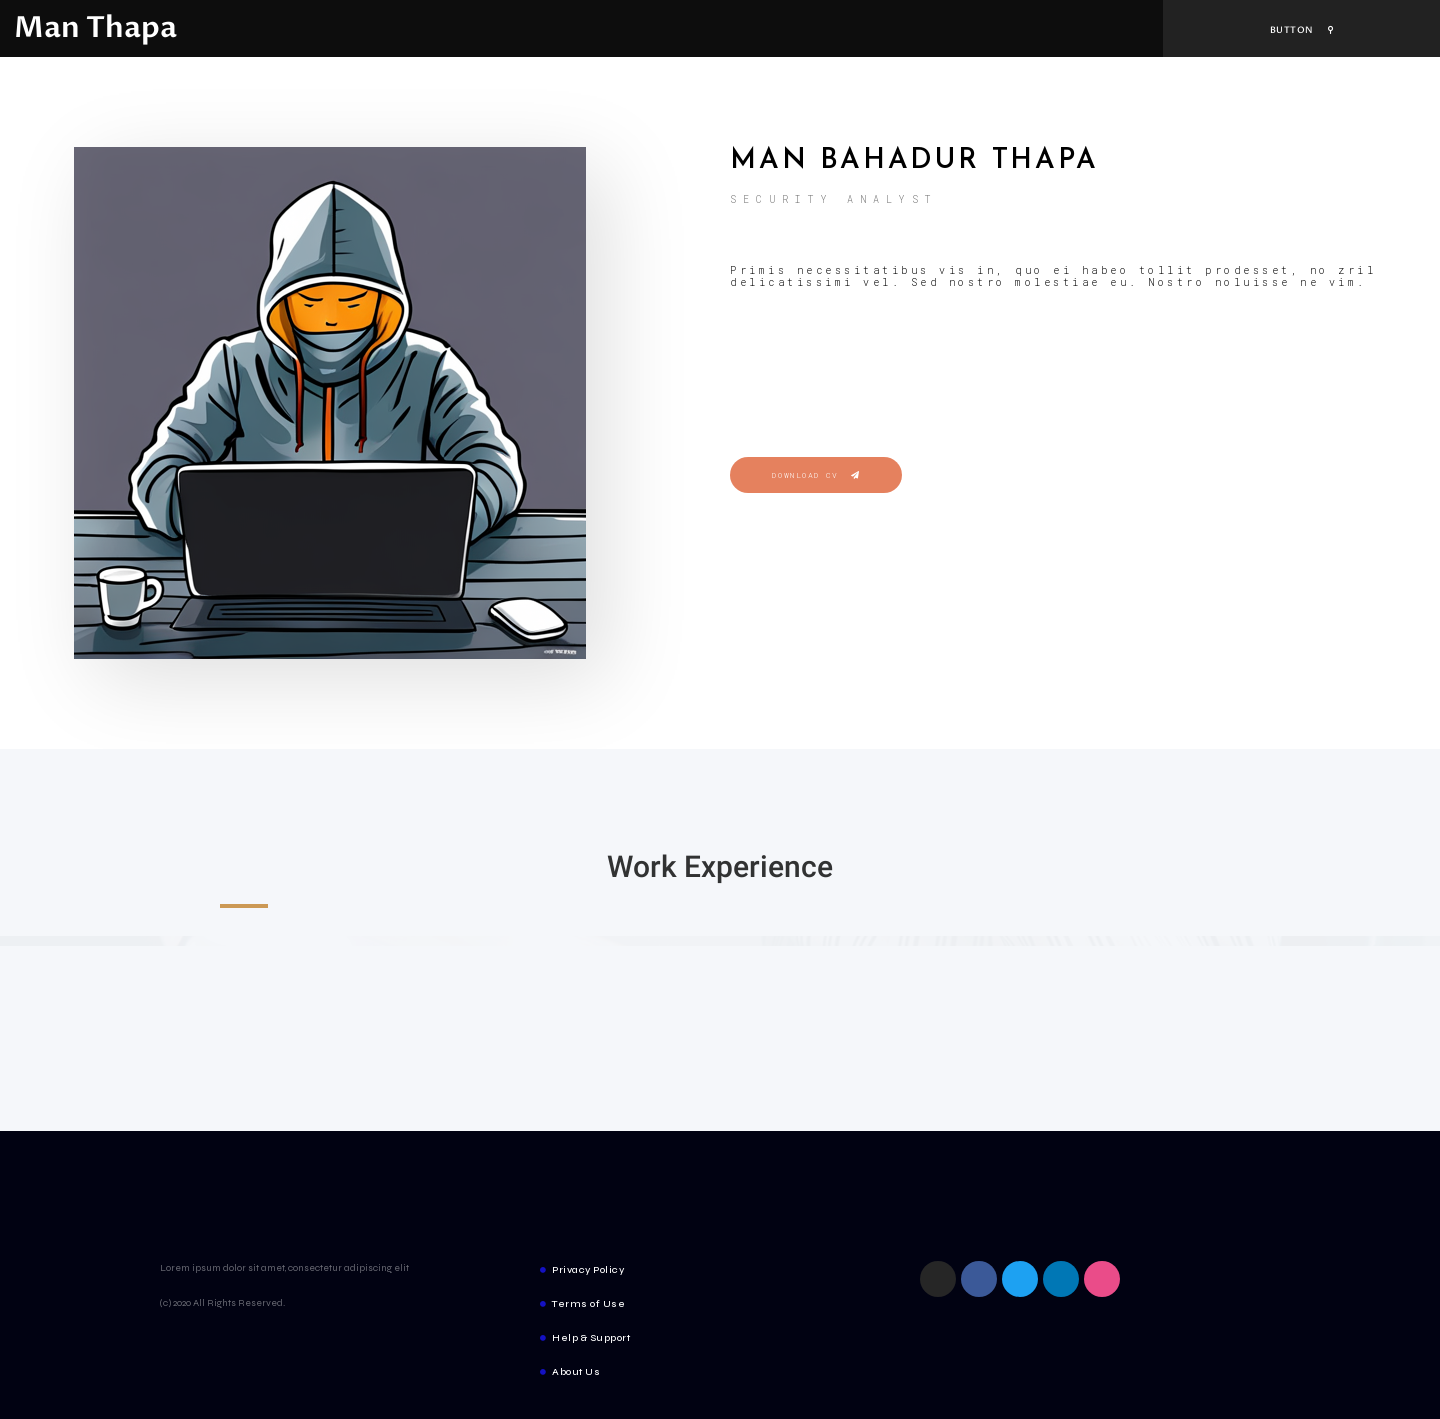 Man Thapa
BUTTON
MAN BAHADUR THAPA
SECURITY ANALYST
Primis necessitatibus vis in, quo ei habeo tollit prodesset, no zril
delicatissimi vel. Sed nostro molestiae eu. Nostro noluisse ne vim.
DOWNLOAD CV
Work Experience
Lorem ipsum dolor sit amet, consectetur adipiscing elit
(c) 2020 All Rights Reserved.
Privacy Policy
Terms of Use
Help & Support
About Us